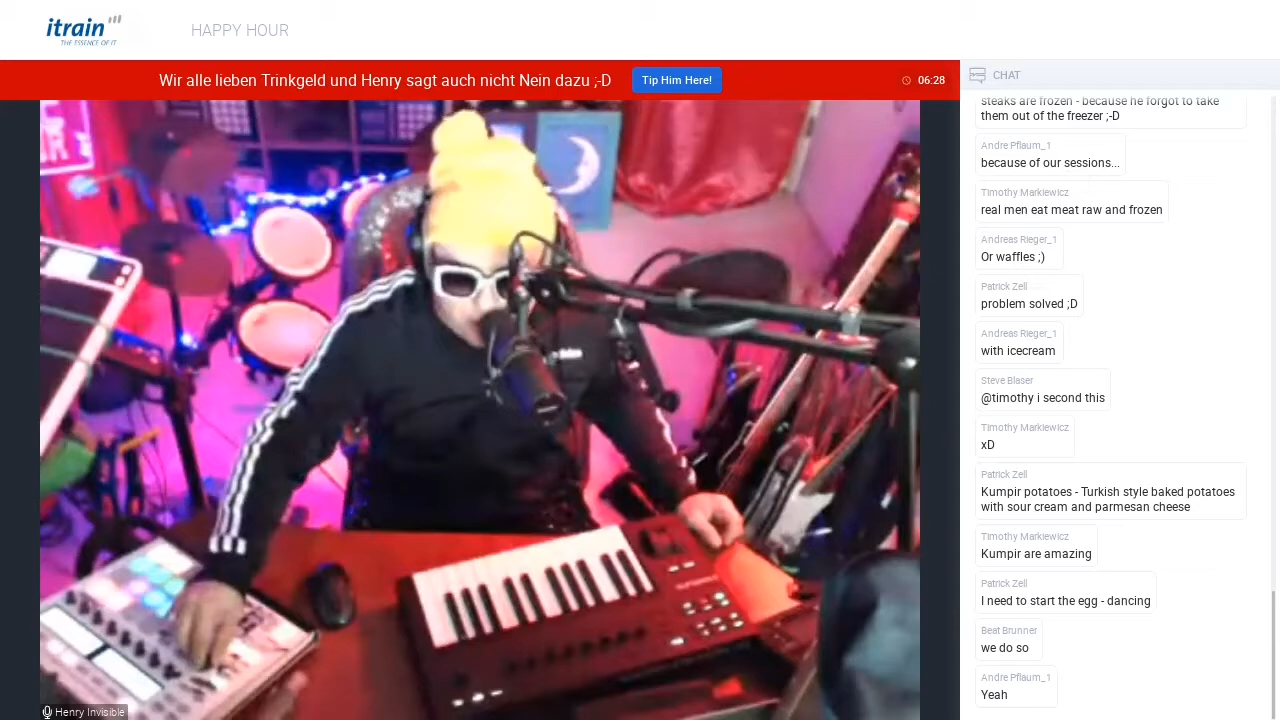 itrain
THE ESSENCE OF IT
HAPPY HOUR
Wir alle lieben Trinkgeld und Henry sagt auch nicht Nein dazu ;-D
Tip Him Here!
06:28
CHAT
steaks are frozen - because he forgot to take
them out of the freezer ;-D
Andre Pflaum_1
because of our sessions...
Timothy Markiewicz
real men eat meat raw and frozen
Andreas Rieger_1
Or waffles ;)
Patrick Zell
problem solved ;D
Andreas Rieger_1
with icecream
Steve Blaser
@timothy i second this
Timothy Markiewicz
xD
Patrick Zell
Kumpir potatoes - Turkish style baked potatoes
with sour cream and parmesan cheese
Timothy Markiewicz
Kumpir are amazing
Patrick Zell
I need to start the egg - dancing
Beat Brunner
we do so
Andre Pflaum_1
Yeah
Henry Invisible